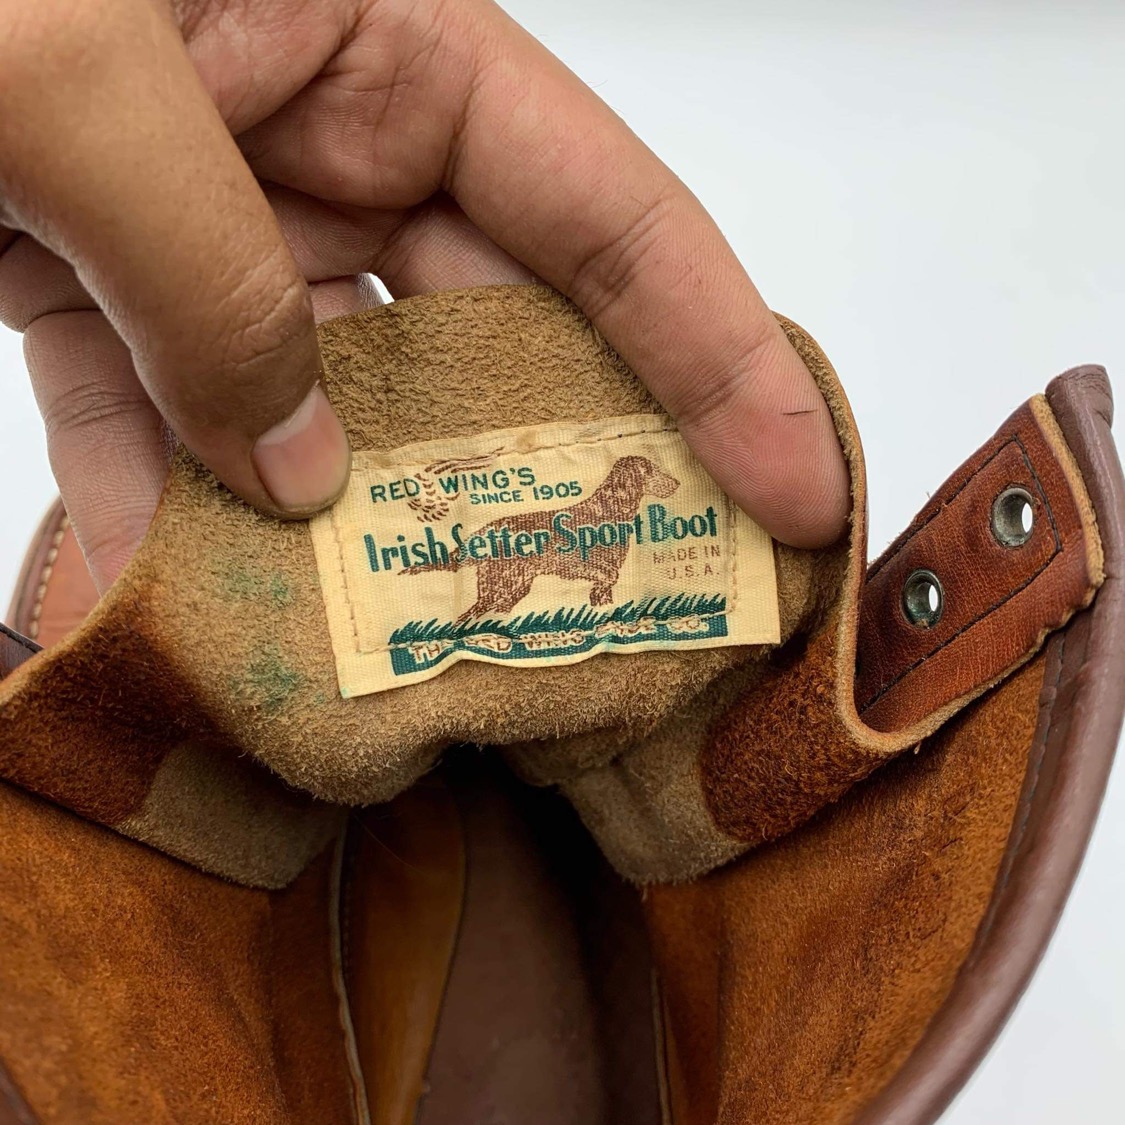 RED WING'S
SINCE 1905
Irish Setter Sport Boot
MADE IN
U.S.A.
THE RED WING SHOE CO.